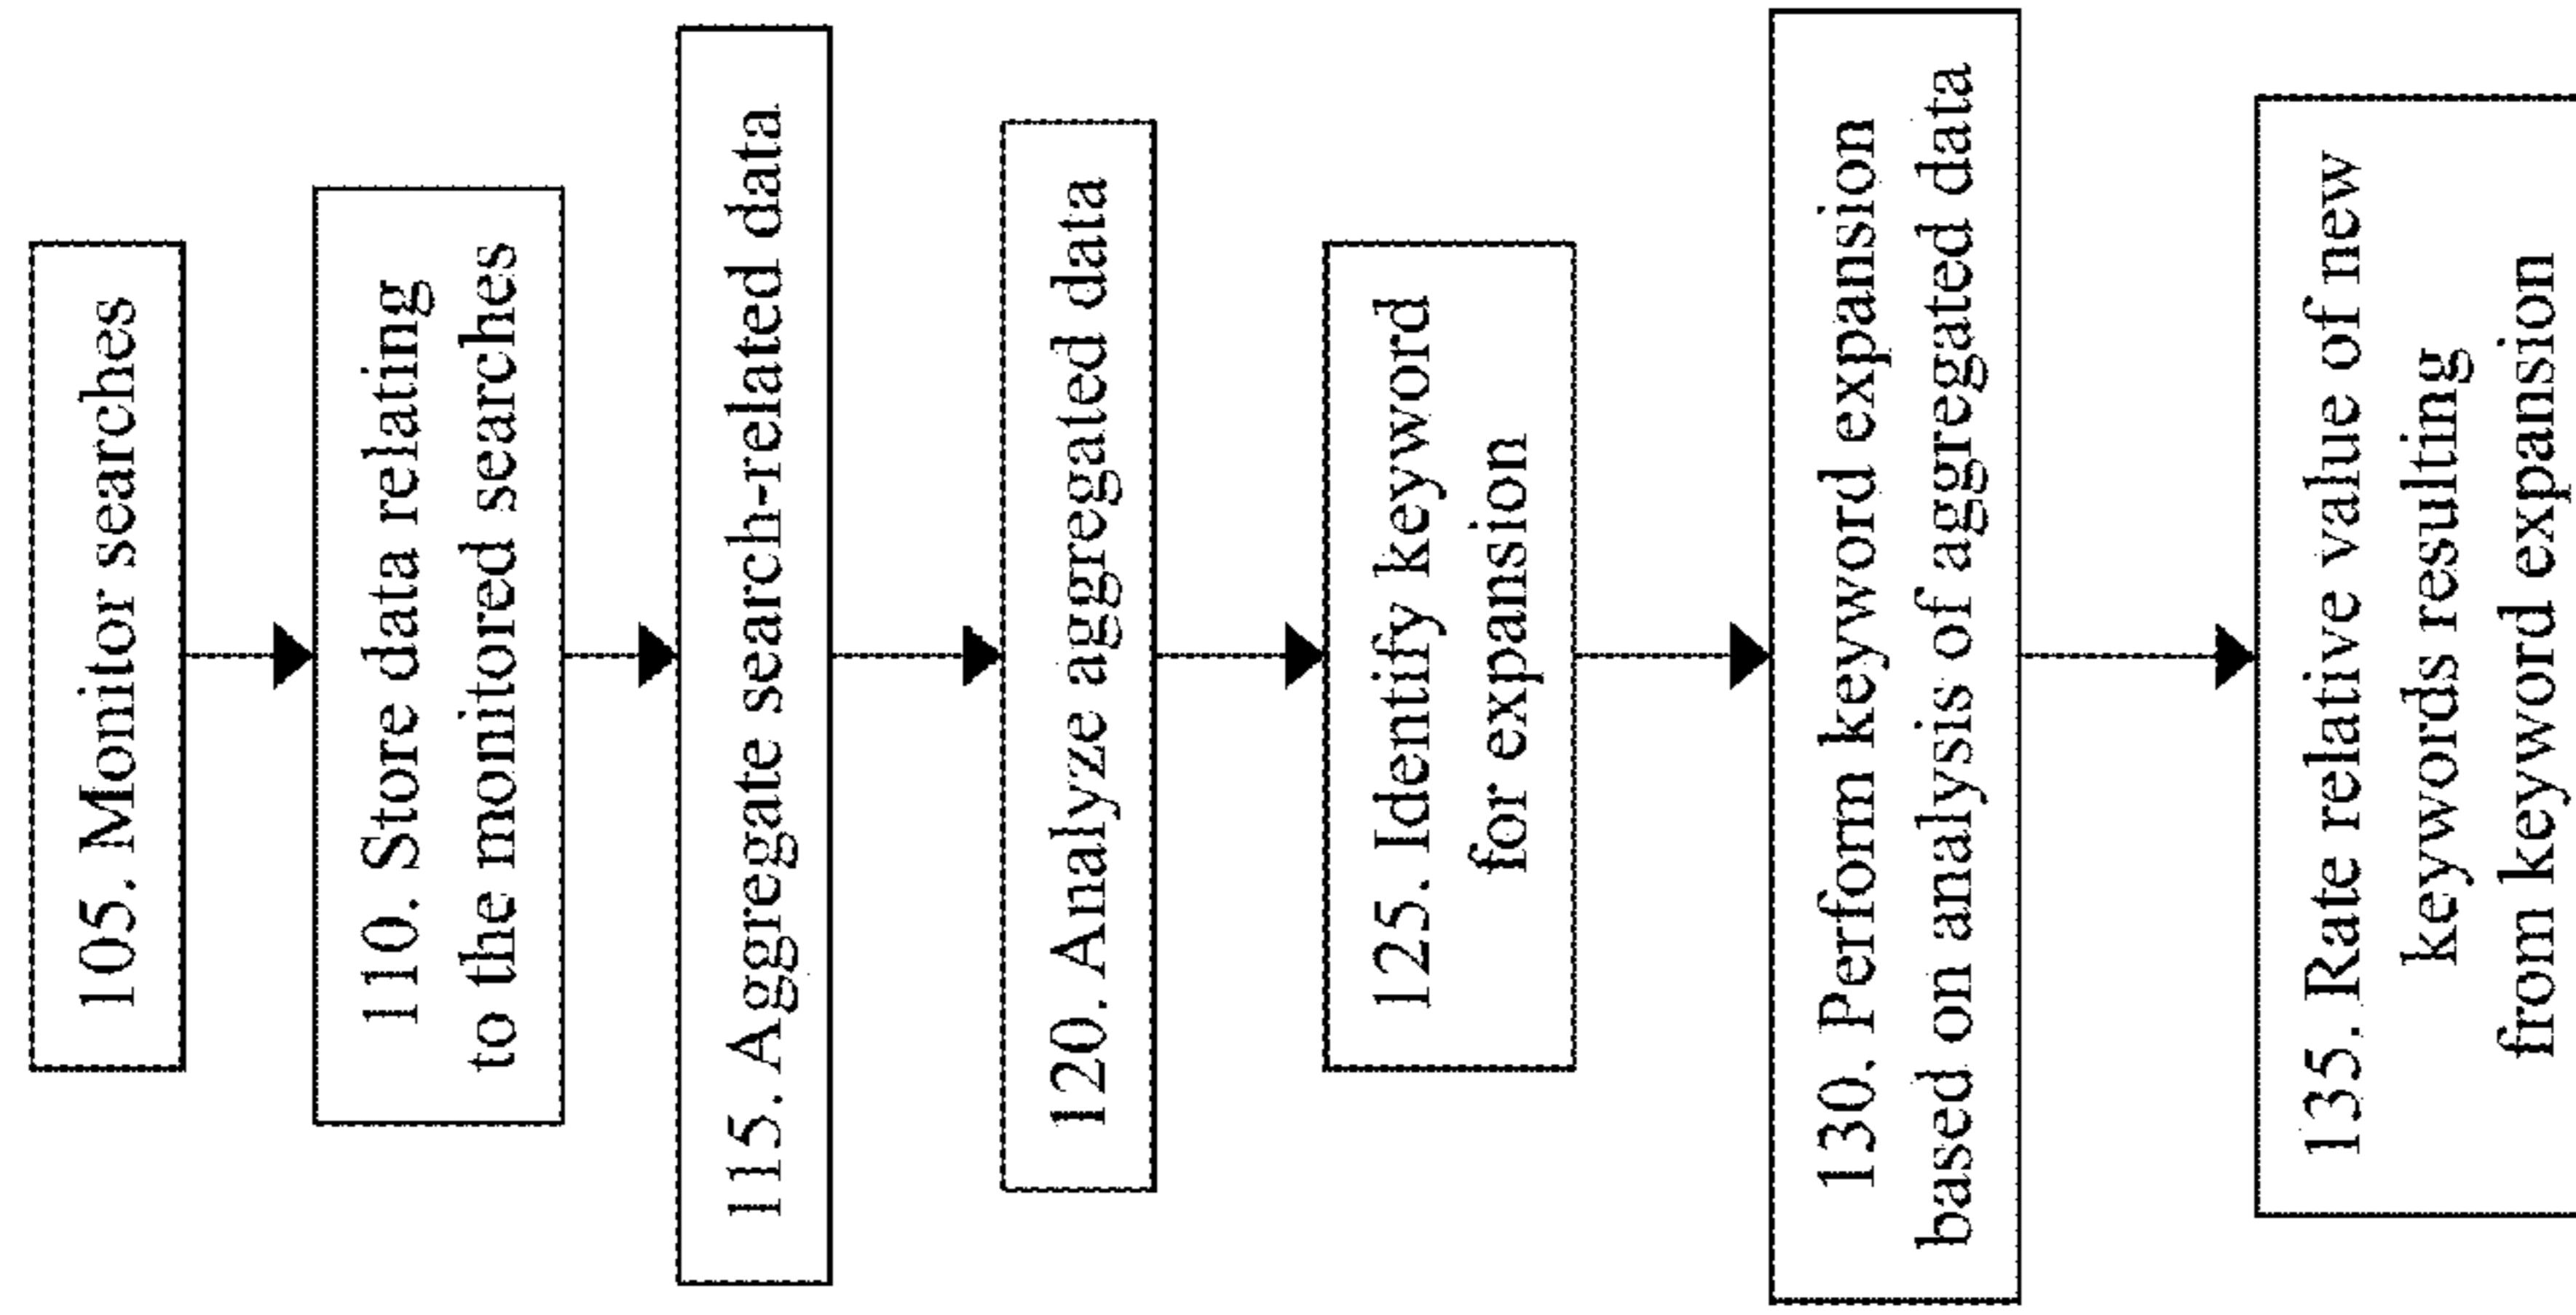 105. Monitor searches
110. Store data relating
to the monitored searches
115. Aggregate search-related data
120. Analyze aggregated data
125. Identify keyword
for expansion
130. Perform keyword expansion
based on analysis of aggregated data
135. Rate relative value of new
keywords resulting
from keyword expansion